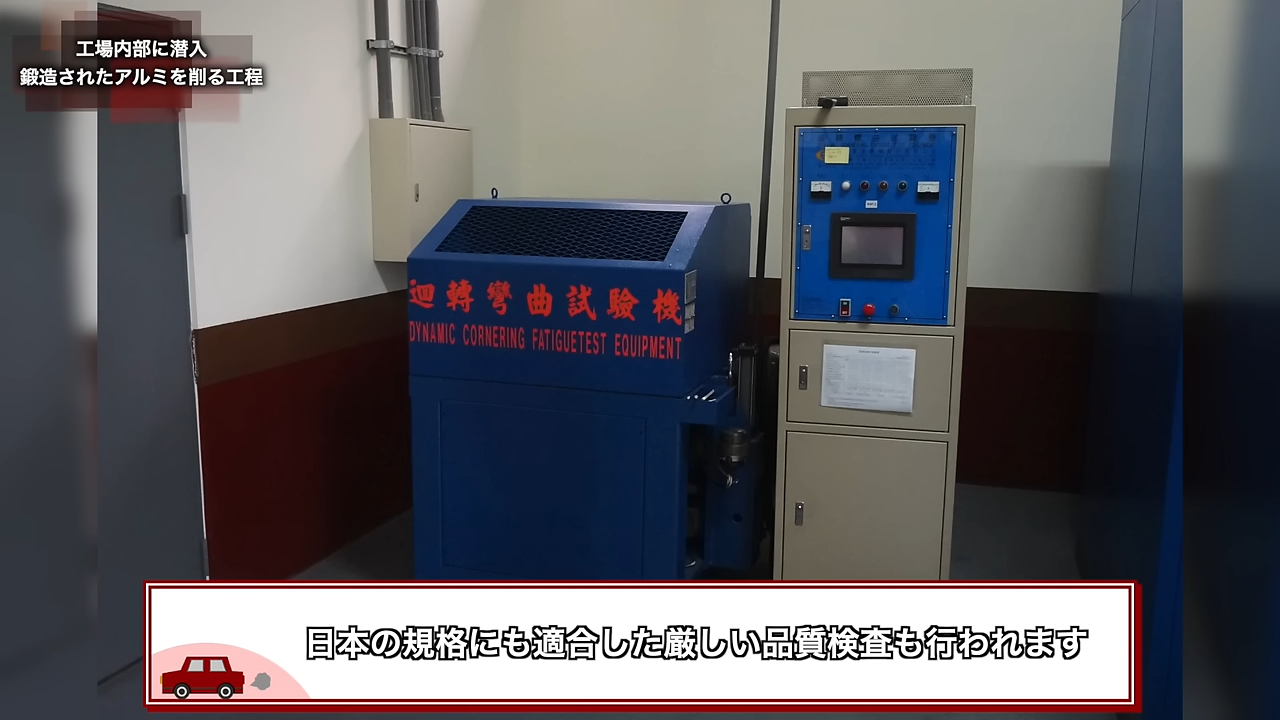 工場内部に潜入
鍛造されたアルミを削る工程
迴轉彎曲試驗機
DYNAMIC CORNERING FATIGUETEST EQUIPMENT
日本の規格にも適合した厳しい品質検査も行われます